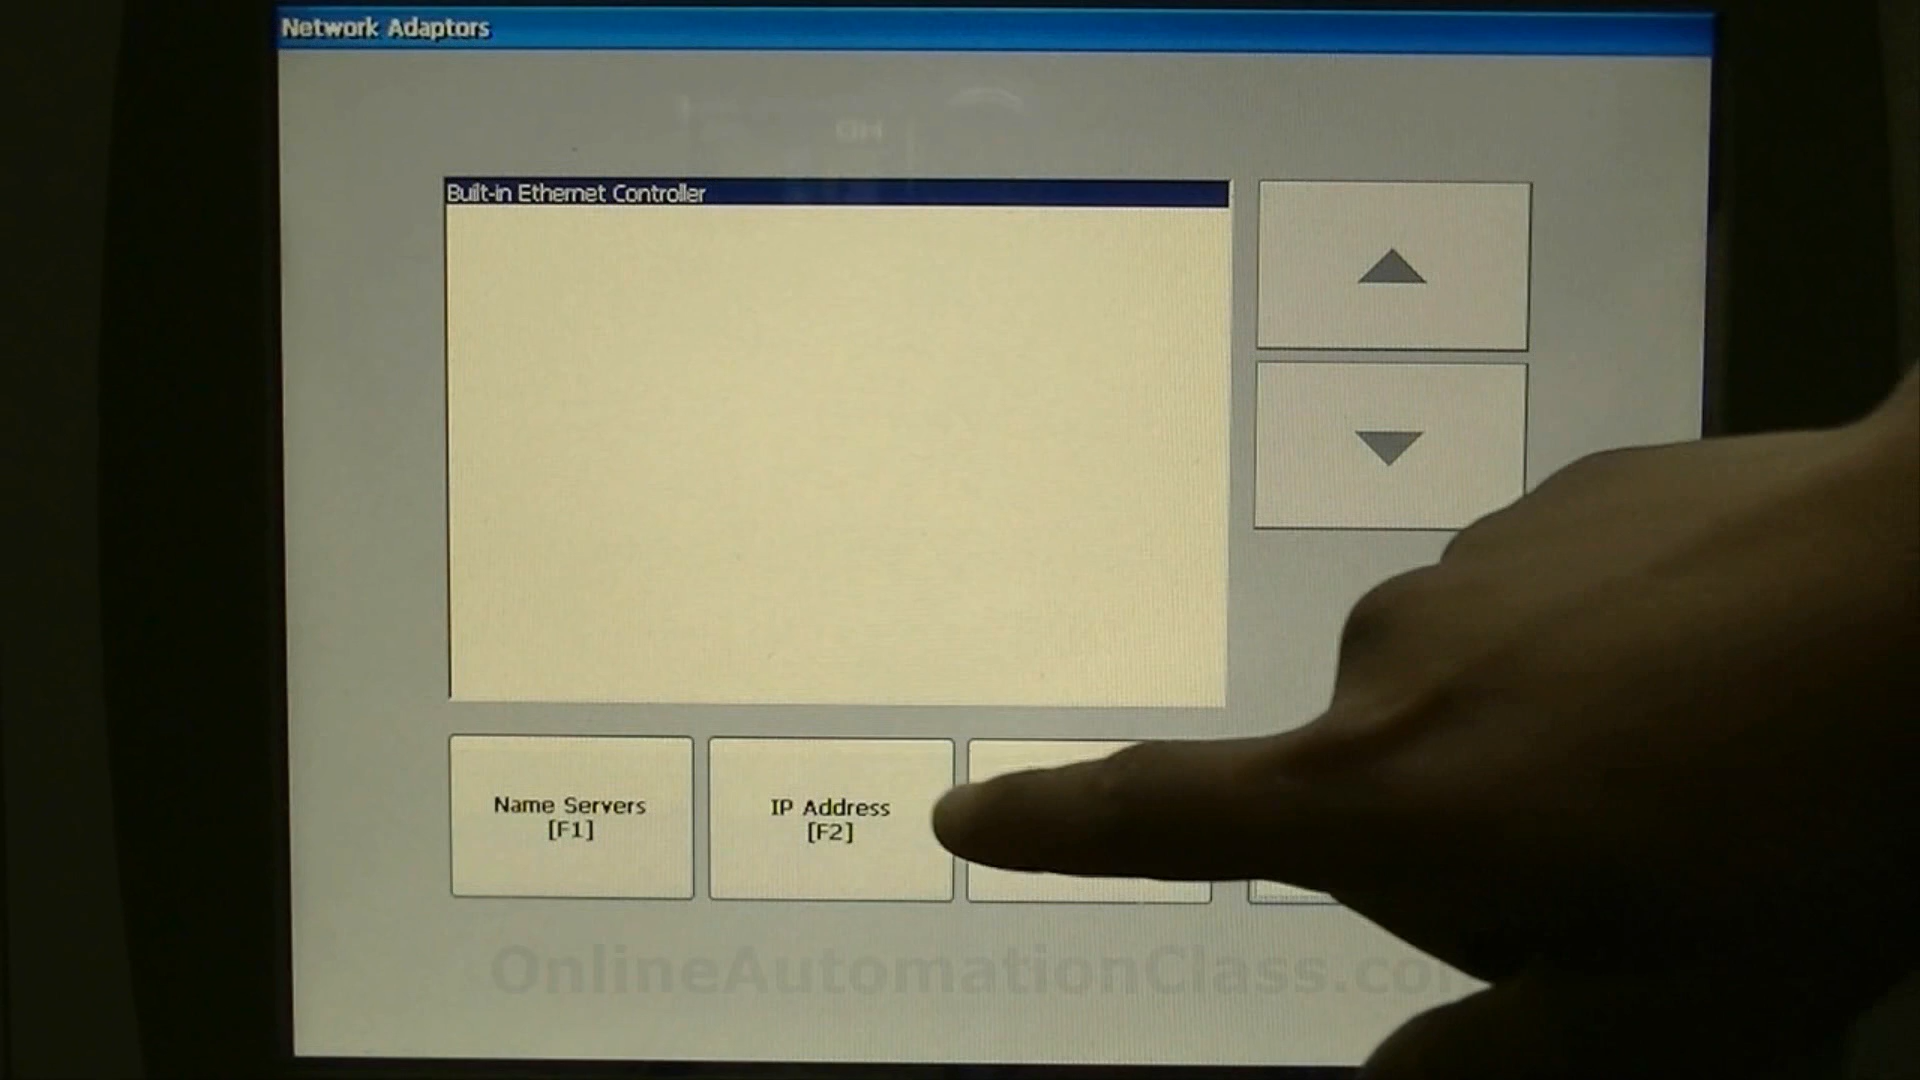 Network Adaptors
Built-in Ethernet Controller
Name Servers
[F1]
IP Address
[F2]
OnlineAutomationClass.co